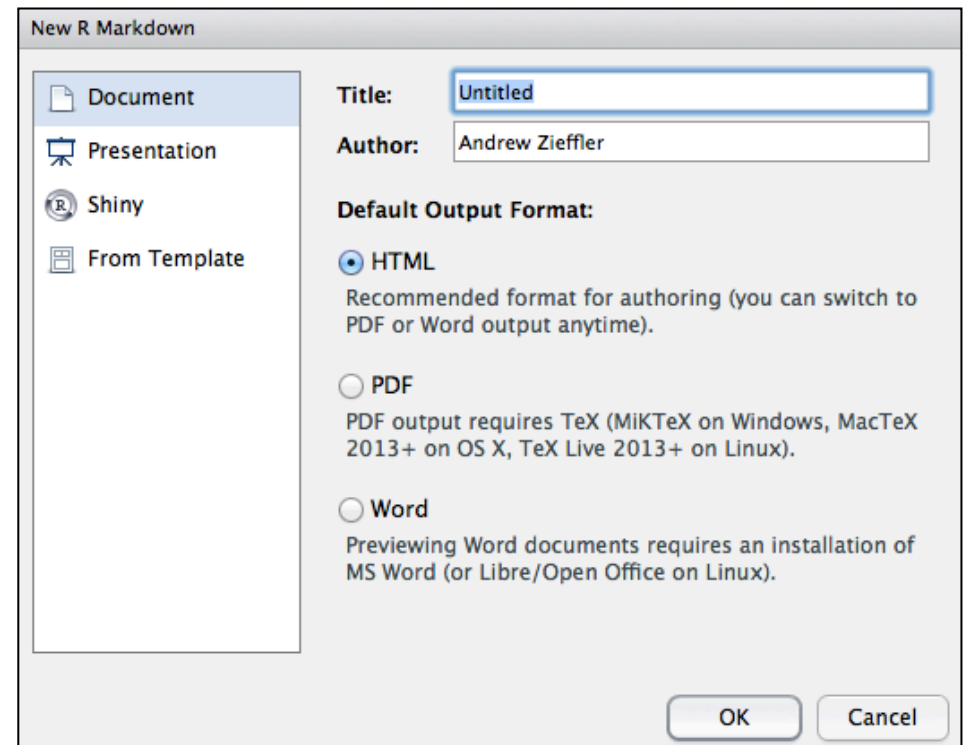 New R Markdown
Document
Presentation
Shiny
From Template
Title: Untitled
Author: Andrew Zieffler
Default Output Format:
HTML
Recommended format for authoring (you can switch to
PDF or Word output anytime).
PDF
PDF output requires TeX (MiKTeX on Windows, MacTeX
2013+ on OS X, TeX Live 2013+ on Linux).
Word
Previewing Word documents requires an installation of
MS Word (or Libre/Open Office on Linux).
OK Cancel